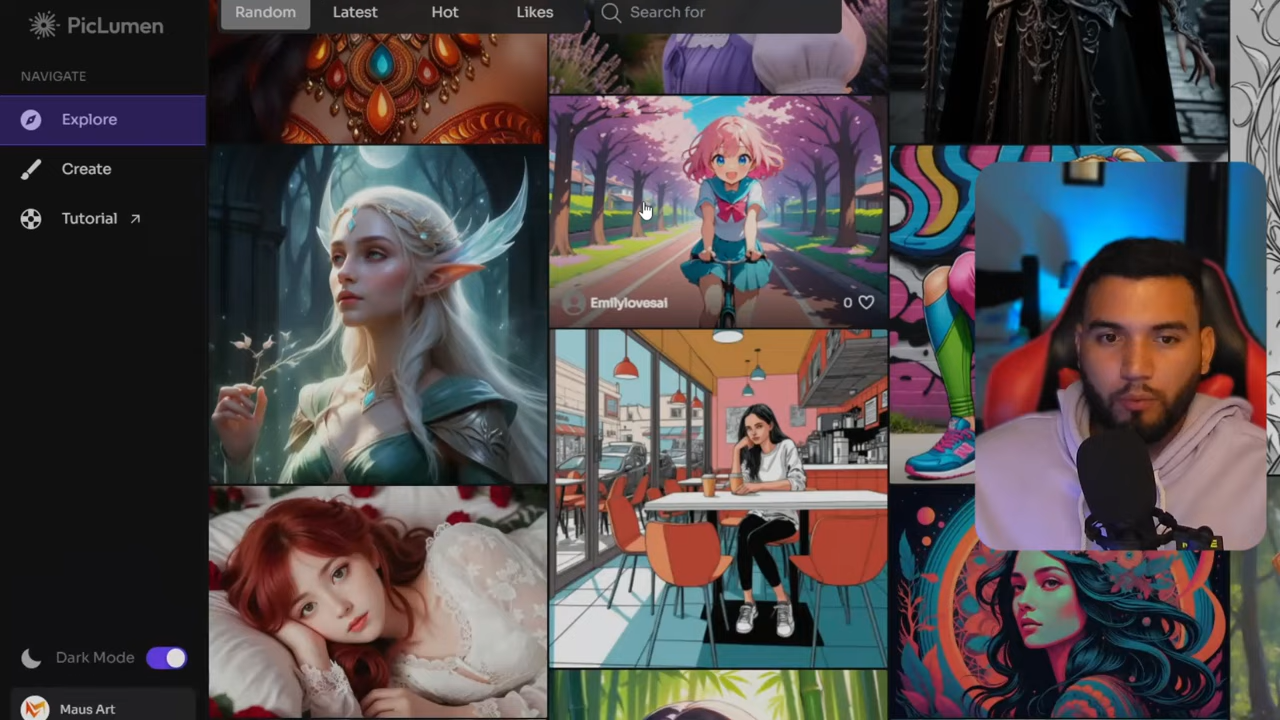 PicLumen
Random
Latest
Hot
Likes
Search for
NAVIGATE
Explore
Create
Tutorial
Emilylovesai
0
Dark Mode
Maus Art